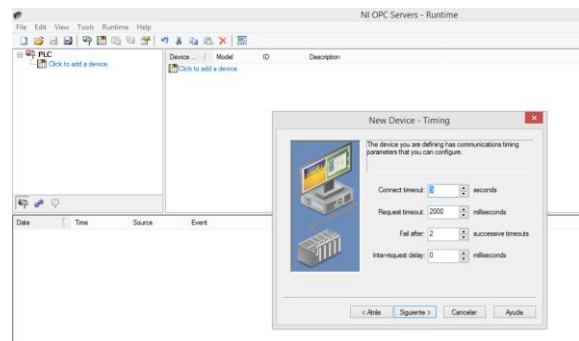 NI OPC Servers - Runtime
File Edit View Tools Runtime Help
PLC
Click to add a device.
Device ... / Model ID Description
Click to add a device.
New Device - Timing
The device you are defining has communications timing
parameters that you can configure.
Connect timeout: 3 seconds
Request timeout: 2000 milliseconds
Fail after: 2 successive timeouts
Inter-request delay: 0 milliseconds
< Atrás Siguiente > Cancelar Ayuda
Date Time Source Event